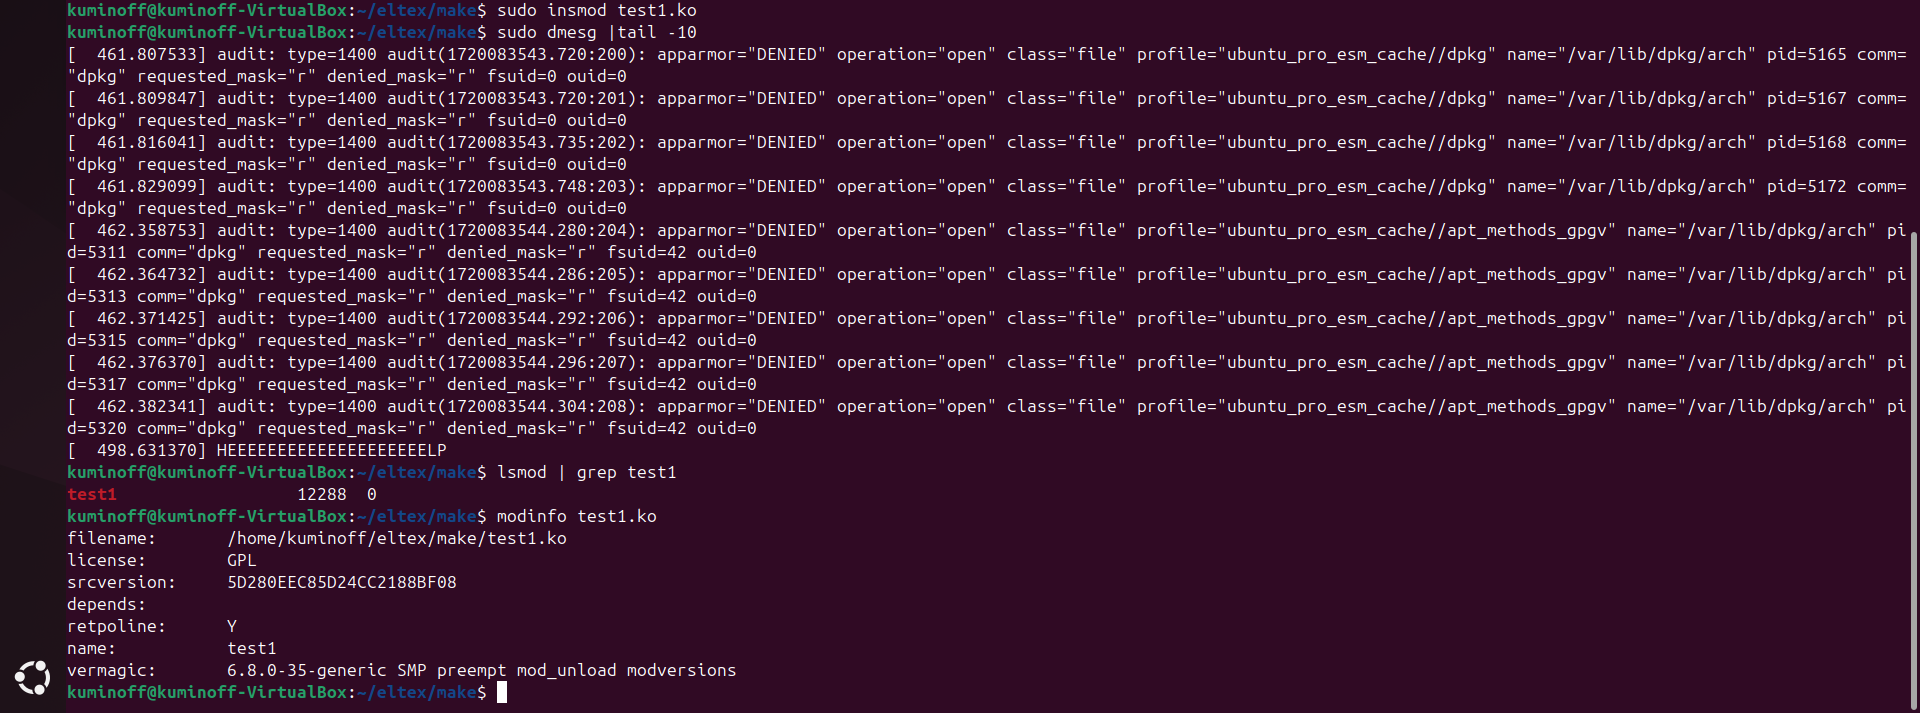 kuminoff@kuminoff-VirtualBox:~/eltex/make$ sudo insmod test1.ko
kuminoff@kuminoff-VirtualBox:~/eltex/make$ sudo dmesg |tail -10
[  461.807533] audit: type=1400 audit(1720083543.720:200): apparmor="DENIED" operation="open" class="file" profile="ubuntu_pro_esm_cache//dpkg" name="/var/lib/dpkg/arch" pid=5165 comm=
"dpkg" requested_mask="r" denied_mask="r" fsuid=0 ouid=0
[  461.809847] audit: type=1400 audit(1720083543.720:201): apparmor="DENIED" operation="open" class="file" profile="ubuntu_pro_esm_cache//dpkg" name="/var/lib/dpkg/arch" pid=5167 comm=
"dpkg" requested_mask="r" denied_mask="r" fsuid=0 ouid=0
[  461.816041] audit: type=1400 audit(1720083543.735:202): apparmor="DENIED" operation="open" class="file" profile="ubuntu_pro_esm_cache//dpkg" name="/var/lib/dpkg/arch" pid=5168 comm=
"dpkg" requested_mask="r" denied_mask="r" fsuid=0 ouid=0
[  461.829099] audit: type=1400 audit(1720083543.748:203): apparmor="DENIED" operation="open" class="file" profile="ubuntu_pro_esm_cache//dpkg" name="/var/lib/dpkg/arch" pid=5172 comm=
"dpkg" requested_mask="r" denied_mask="r" fsuid=0 ouid=0
[  462.358753] audit: type=1400 audit(1720083544.280:204): apparmor="DENIED" operation="open" class="file" profile="ubuntu_pro_esm_cache//apt_methods_gpgv" name="/var/lib/dpkg/arch" pi
d=5311 comm="dpkg" requested_mask="r" denied_mask="r" fsuid=42 ouid=0
[  462.364732] audit: type=1400 audit(1720083544.286:205): apparmor="DENIED" operation="open" class="file" profile="ubuntu_pro_esm_cache//apt_methods_gpgv" name="/var/lib/dpkg/arch" pi
d=5313 comm="dpkg" requested_mask="r" denied_mask="r" fsuid=42 ouid=0
[  462.371425] audit: type=1400 audit(1720083544.292:206): apparmor="DENIED" operation="open" class="file" profile="ubuntu_pro_esm_cache//apt_methods_gpgv" name="/var/lib/dpkg/arch" pi
d=5315 comm="dpkg" requested_mask="r" denied_mask="r" fsuid=42 ouid=0
[  462.376370] audit: type=1400 audit(1720083544.296:207): apparmor="DENIED" operation="open" class="file" profile="ubuntu_pro_esm_cache//apt_methods_gpgv" name="/var/lib/dpkg/arch" pi
d=5317 comm="dpkg" requested_mask="r" denied_mask="r" fsuid=42 ouid=0
[  462.382341] audit: type=1400 audit(1720083544.304:208): apparmor="DENIED" operation="open" class="file" profile="ubuntu_pro_esm_cache//apt_methods_gpgv" name="/var/lib/dpkg/arch" pi
d=5320 comm="dpkg" requested_mask="r" denied_mask="r" fsuid=42 ouid=0
[  498.631370] HEEEEEEEEEEEEEEEEEEEELP
kuminoff@kuminoff-VirtualBox:~/eltex/make$ lsmod | grep test1
test1                  12288  0
kuminoff@kuminoff-VirtualBox:~/eltex/make$ modinfo test1.ko
filename:       /home/kuminoff/eltex/make/test1.ko
license:        GPL
srcversion:     5D280EEC85D24CC2188BF08
depends:
retpoline:      Y
name:           test1
vermagic:       6.8.0-35-generic SMP preempt mod_unload modversions
kuminoff@kuminoff-VirtualBox:~/eltex/make$